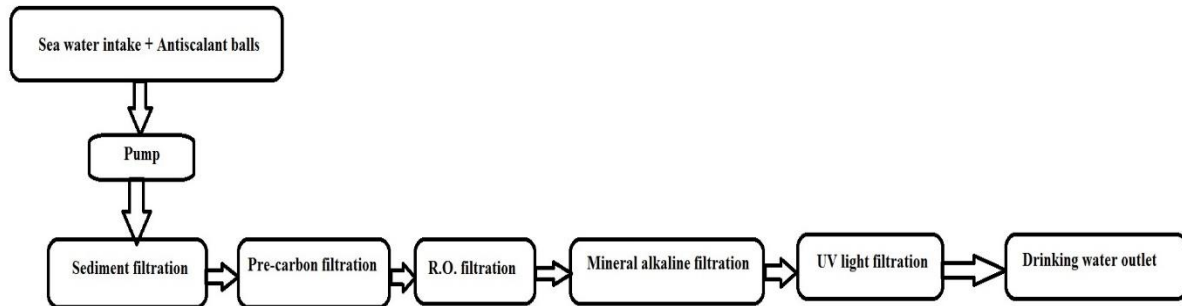 Sea water intake + Antiscalant balls
Pump
Sediment filtration
Pre-carbon filtration
R.O. filtration
Mineral alkaline filtration
UV light filtration
Drinking water outlet